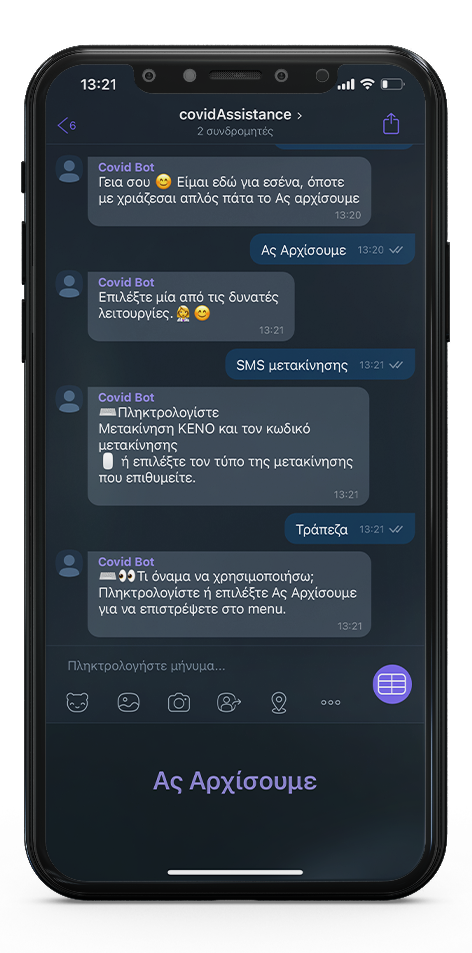 13:21
6
covidAssistance
2 συνδρομητές
Covid Bot
Γεια σου 😊 Είμαι εδώ για εσένα, όποτε
με χριάζεσαι απλός πάτα το Ας αρχίσουμε
13:20
Ας Αρχίσουμε 13:20
Covid Bot
Επιλέξτε μία από τις δυνατές
λειτουργίες. 👩‍⚕️ 😊
13:21
SMS μετακίνησης 13:21
Covid Bot
⌨️Πληκτρολογίστε
Μετακίνηση ΚΕΝΟ και τον κωδικό
μετακίνησης
🖱️ ή επιλέξτε τον τύπο της μετακίνησης
που επιθυμείτε.
13:21
Τράπεζα 13:21
Covid Bot
⌨️👀Τι όναμα να χρησιμοποιήσω;
Πληκτρολογίστε ή επιλέξτε Ας Αρχίσουμε
για να επιστρέψετε στο menu.
13:21
Πληκτρολογήστε μήνυμα...
Ας Αρχίσουμε